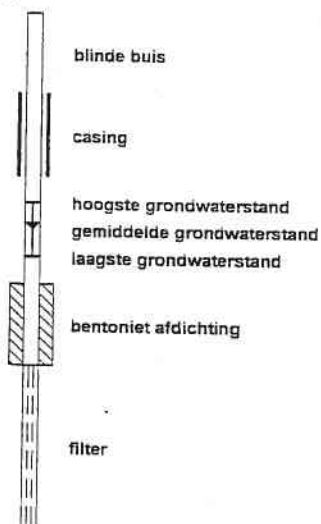 blinde buis
casing
hoogste grondwaterstand
gemiddelde grondwaterstand
laagste grondwaterstand
bentoniet afdichting
filter